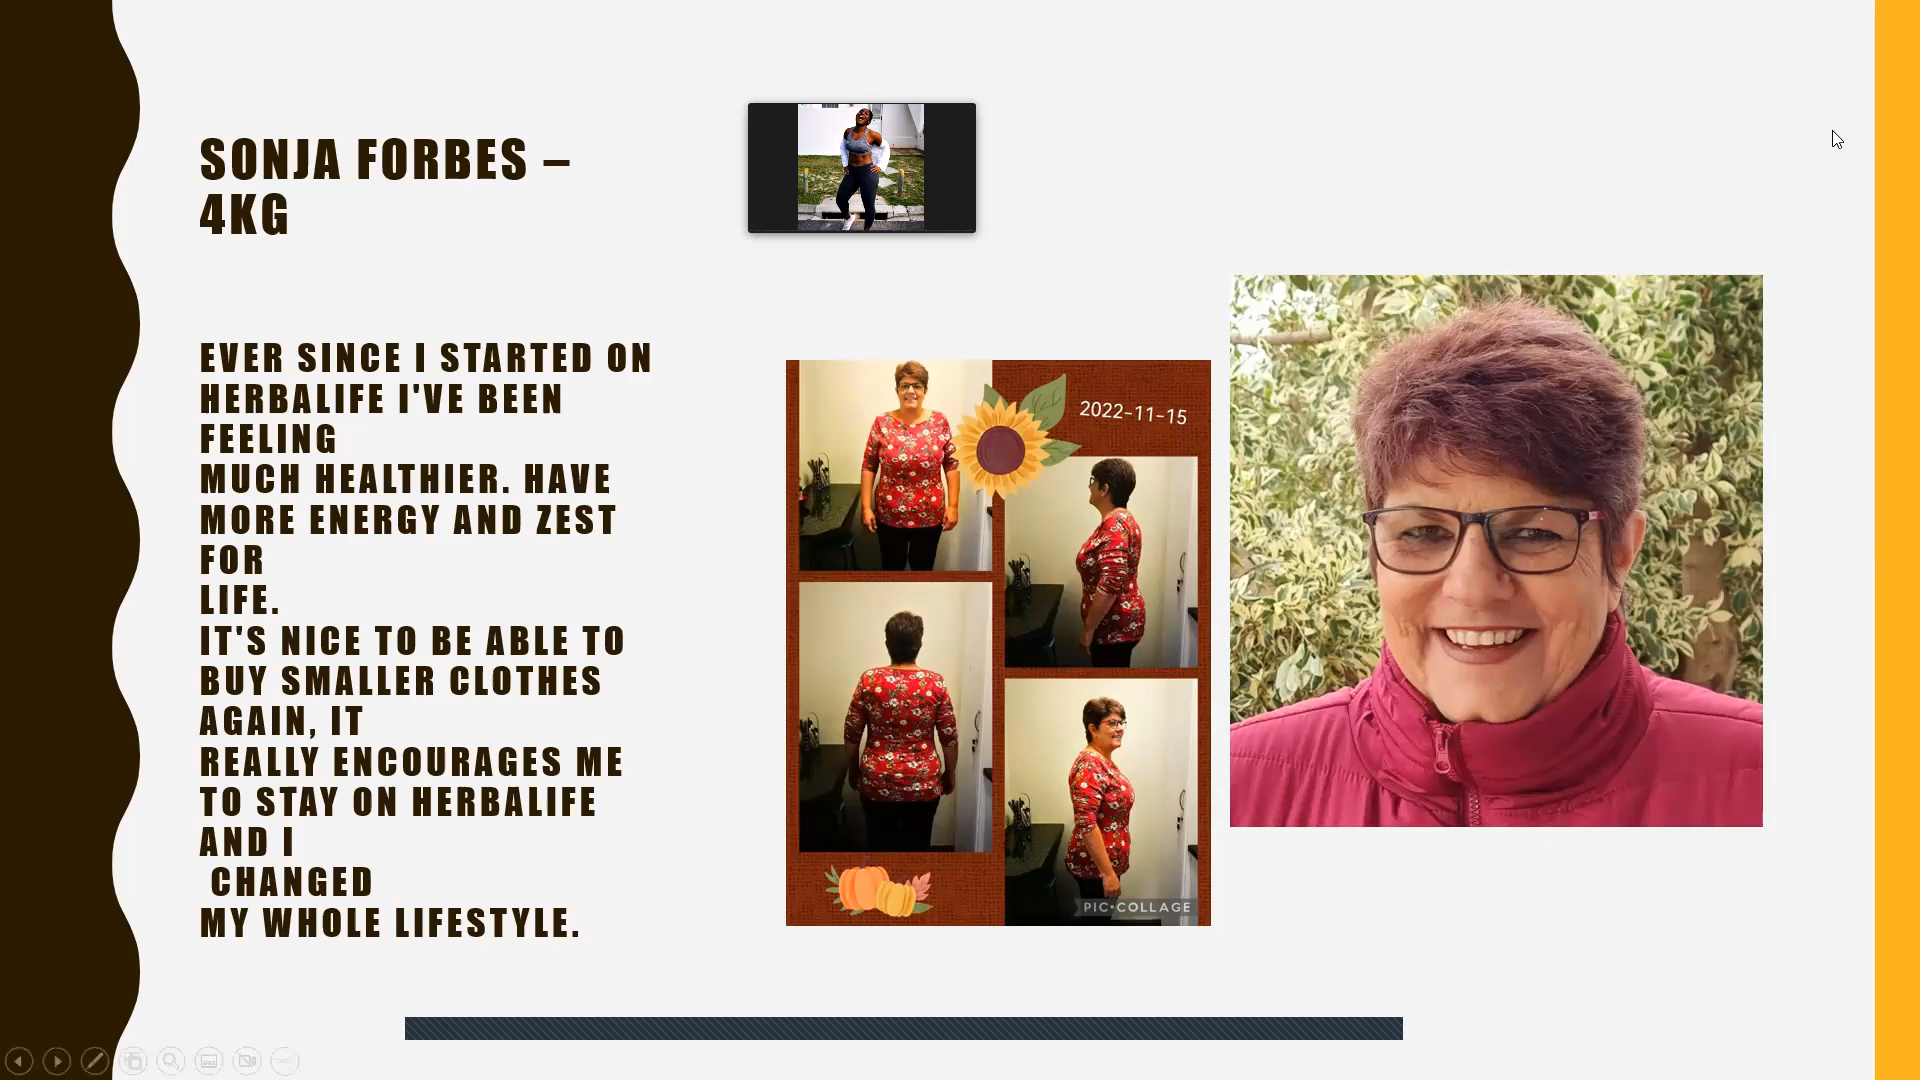 SONJA FORBES –
4KG
EVER SINCE I STARTED ON
HERBALIFE I'VE BEEN
FEELING
MUCH HEALTHIER. HAVE
MORE ENERGY AND ZEST
FOR
LIFE.
IT'S NICE TO BE ABLE TO
BUY SMALLER CLOTHES
AGAIN, IT
REALLY ENCOURAGES ME
TO STAY ON HERBALIFE
AND I
CHANGED
MY WHOLE LIFESTYLE.
2022-11-15
PIC•COLLAGE